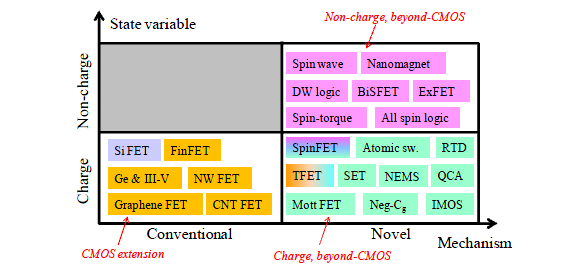 State variable
Non-charge, beyond-CMOS
Non-charge
Spin wave Nanomagnet
DW logic BiSFET ExFET
Spin-torque All spin logic
Charge
Si FET FinFET
Ge & III-V NW FET
Graphene FET CNT FET
SpinFET Atomic sw. RTD
TFET SET NEMS QCA
Mott FET Neg-Cg IMOS
Conventional Novel Mechanism
CMOS extension Charge, beyond-CMOS